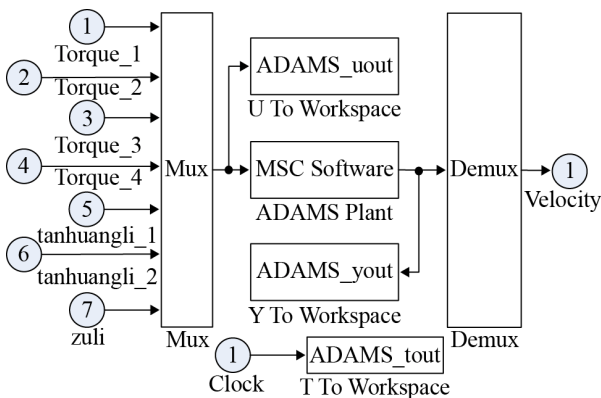 1
Torque_1
2
Torque_2
3
Torque_3
4
Torque_4
5
tanhuangli_1
6
tanhuangli_2
7
zuli
Mux
Mux
ADAMS_uout
U To Workspace
MSC Software
ADAMS Plant
ADAMS_yout
Y To Workspace
Demux
Demux
1
Velocity
1
Clock
ADAMS_tout
T To Workspace